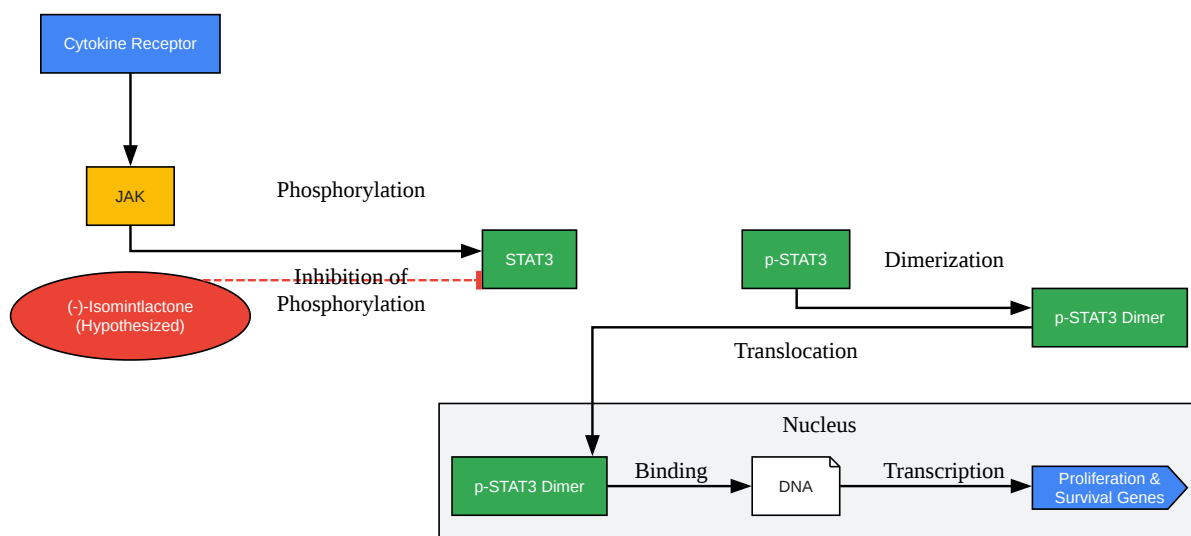 Cytokine Receptor
JAK
Phosphorylation
STAT3
p-STAT3
Dimerization
Inhibition of
Phosphorylation
(-)-Isomintlactone
(Hypothesized)
p-STAT3 Dimer
Translocation
Nucleus
p-STAT3 Dimer
Binding
DNA
Transcription
Proliferation &
Survival Genes